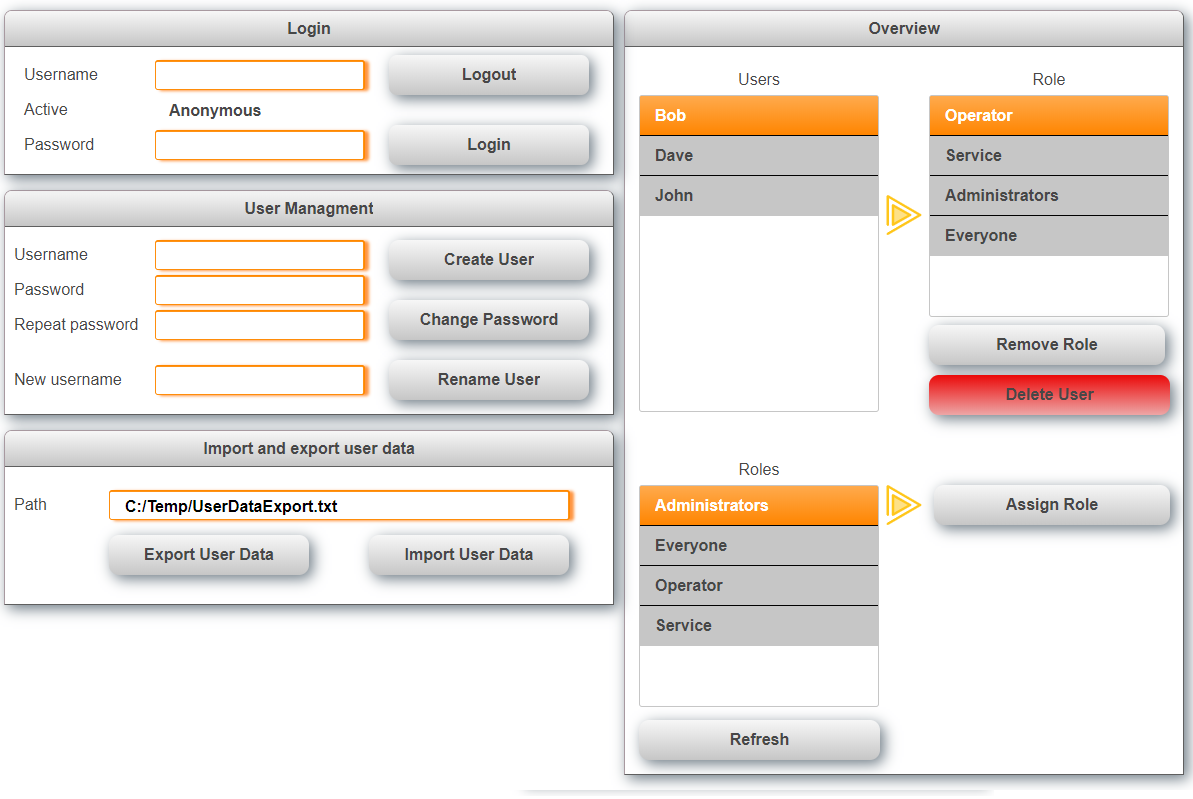 Login
Username
Logout
Active
Anonymous
Password
Login
User Managment
Username
Create User
Password
Repeat password
Change Password
New username
Rename User
Import and export user data
Path
C:/Temp/UserDataExport.txt
Export User Data
Import User Data
Overview
Users
Bob
Dave
John
Role
Operator
Service
Administrators
Everyone
Remove Role
Delete User
Roles
Administrators
Everyone
Operator
Service
Assign Role
Refresh